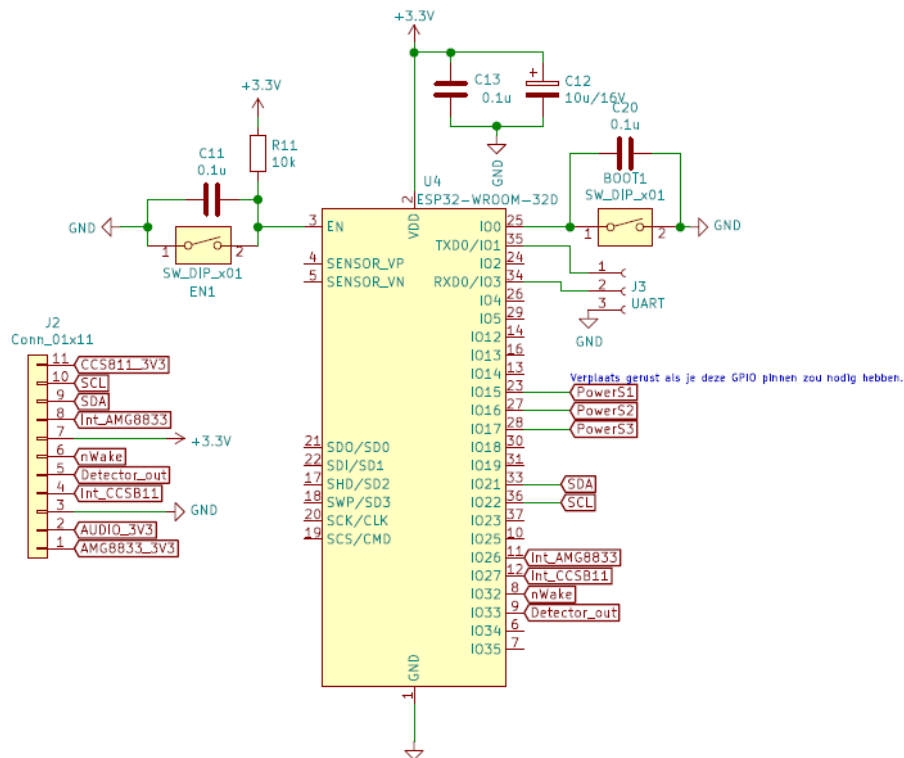 +3.3V
C13
0.1u
C12
10u/16V
GND
C20
0.1u
BOOT1
SW_DIP_x01
1
2
GND
+3.3V
R11
10k
C11
0.1u
GND
1
2
SW_DIP_x01
EN1
U4
ESP32-WROOM-32D
2
VDD
3
EN
4
SENSOR_VP
5
SENSOR_VN
21
SDO/SD0
22
SDI/SD1
17
SHD/SD2
18
SWP/SD3
20
SCK/CLK
19
SCS/CMD
IO0
25
TXD0/IO1
35
IO2
24
RXD0/IO3
34
IO4
26
IO5
29
IO12
14
IO13
16
IO14
13
IO15
23
PowerS1
IO16
27
PowerS2
IO17
28
PowerS3
IO18
30
IO19
31
IO21
33
SDA
IO22
36
SCL
IO23
37
IO25
10
IO26
11
Int_AMG8833
IO27
12
Int_CCSB11
IO32
8
nWake
IO33
9
Detector_out
IO34
6
IO35
7
GND
1
1
2
3
J3
UART
GND
Verplaats gerust als je deze GPIO pinnen zou nodig hebben.
J2
Conn_01x11
11
CCS811_3V3
10
SCL
9
SDA
8
Int_AMG8833
7
+3.3V
6
nWake
5
Detector_out
4
Int_CCSB11
3
GND
2
AUDIO_3V3
1
AMG8833_3V3